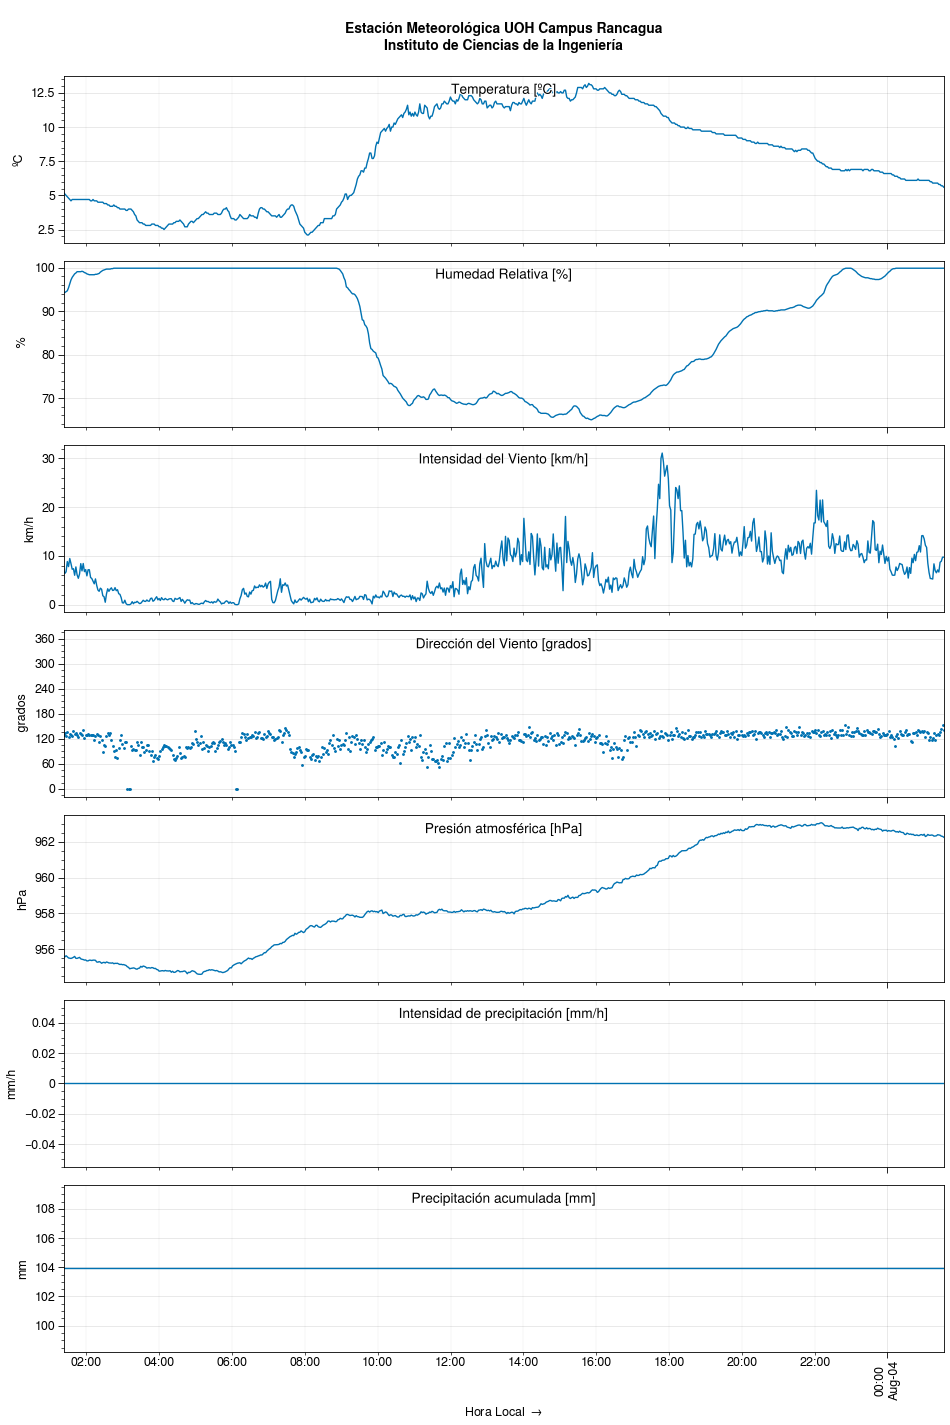 Estación Meteorológica UOH Campus Rancagua
Instituto de Ciencias de la Ingeniería
Temperatura [ºC]
ºC
12.5
10
7.5
5
2.5
Humedad Relativa [%]
%
100
90
80
70
Intensidad del Viento [km/h]
km/h
30
20
10
0
Dirección del Viento [grados]
grados
360
300
240
180
120
60
0
Presión atmosférica [hPa]
hPa
962
960
958
956
Intensidad de precipitación [mm/h]
mm/h
0.04
0.02
0
−0.02
−0.04
Precipitación acumulada [mm]
mm
108
106
104
102
100
02:00 04:00 06:00 08:00 10:00 12:00 14:00 16:00 18:00 20:00 22:00 00:00
Aug-04
Hora Local →